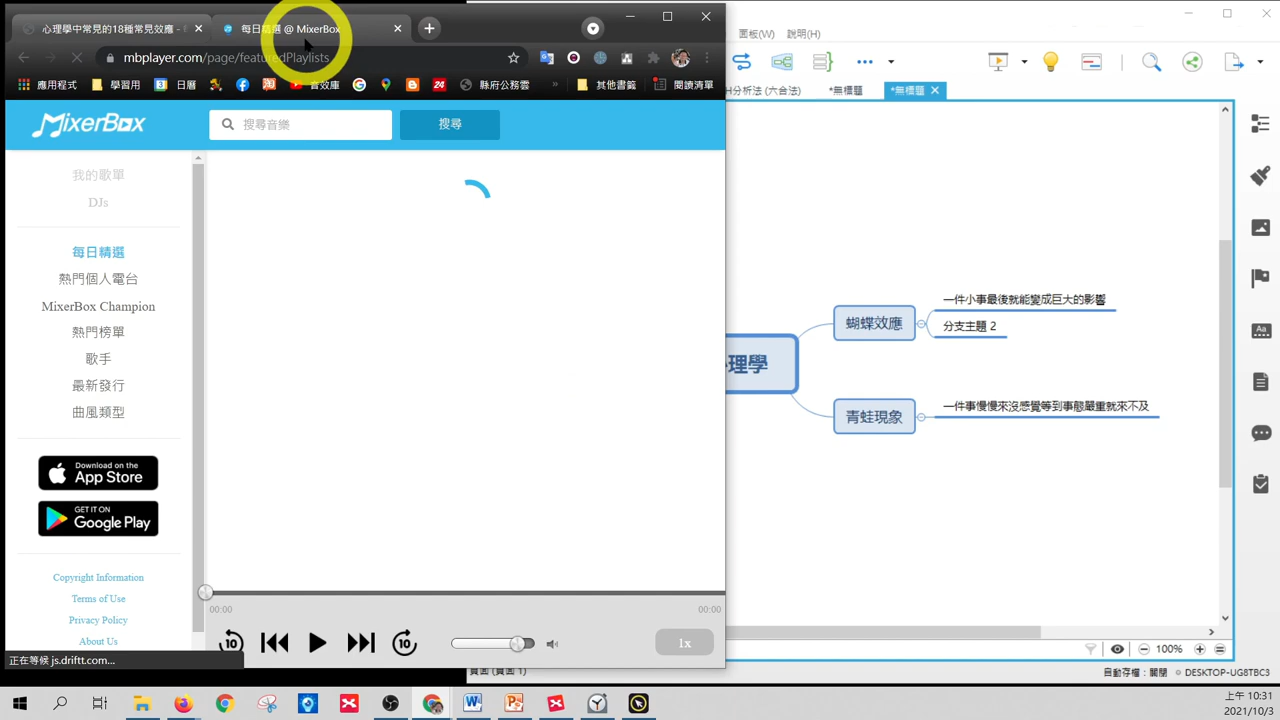 心理學中常見的18種常見效應 - f
每日精選 @ MixerBox
mbplayer.com/page/featuredPlaylists
應用程式
學習用
日曆
音效庫
縣府公務雲
»
其他書籤
閱讀清單
MixerBox
搜尋音樂
搜尋
我的歌單
DJs
每日精選
熱門個人電台
MixerBox Champion
熱門榜單
歌手
最新發行
曲風類型
Download on the
App Store
GET IT ON
Google Play
Copyright Information
Terms of Use
Privacy Policy
About Us
00:00
00:00
10
10
1x
正在等候 js.driftt.com...
面板(W)
說明(H)
H分析法 (六合法)
*無標題
*無標題
理學
蝴蝶效應
一件小事最後就能變成巨大的影響
分支主題 2
青蛙現象
一件事慢慢來沒感覺等到事態嚴重就來不及
100%
頁面 (頁面 1)
自動存檔：關閉
DESKTOP-UG8TBC3
上午 10:31
2021/10/3